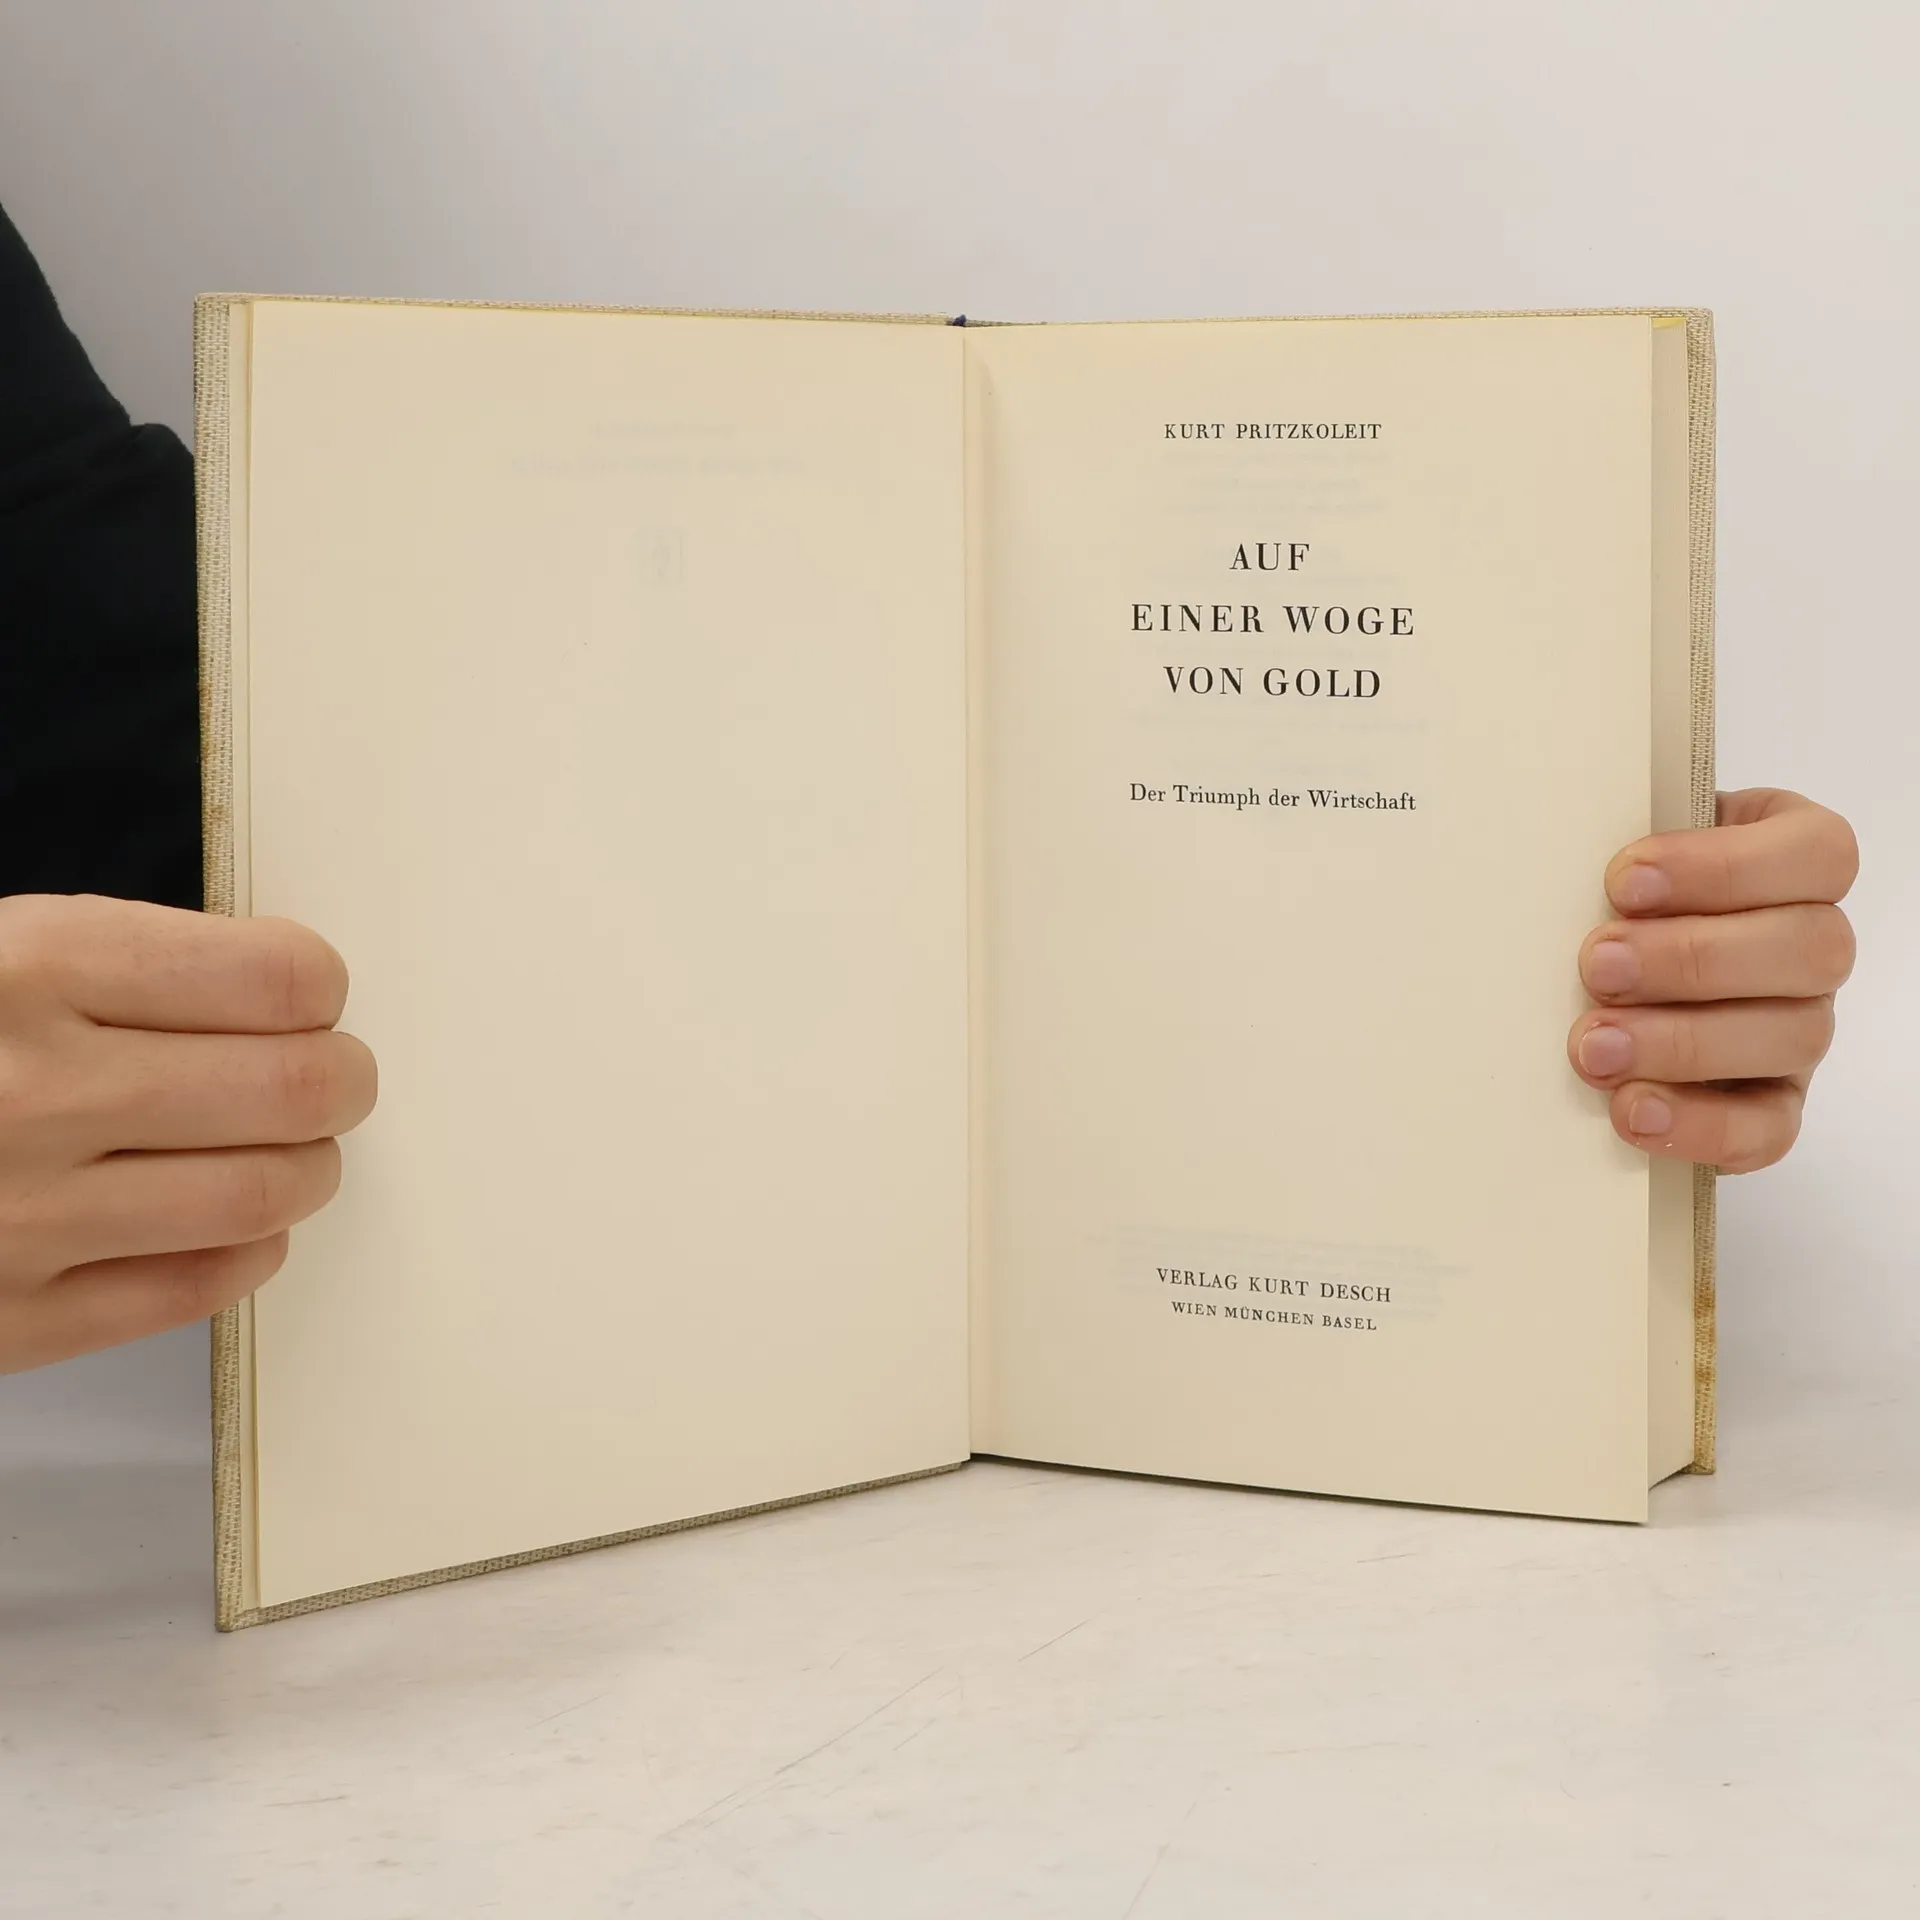 KURT PRITZKOLEIT
AUF
EINER WOGE
VON GOLD
Der Triumph der Wirtschaft
VERLAG KURT DESCH
WIEN MÜNCHEN BASEL